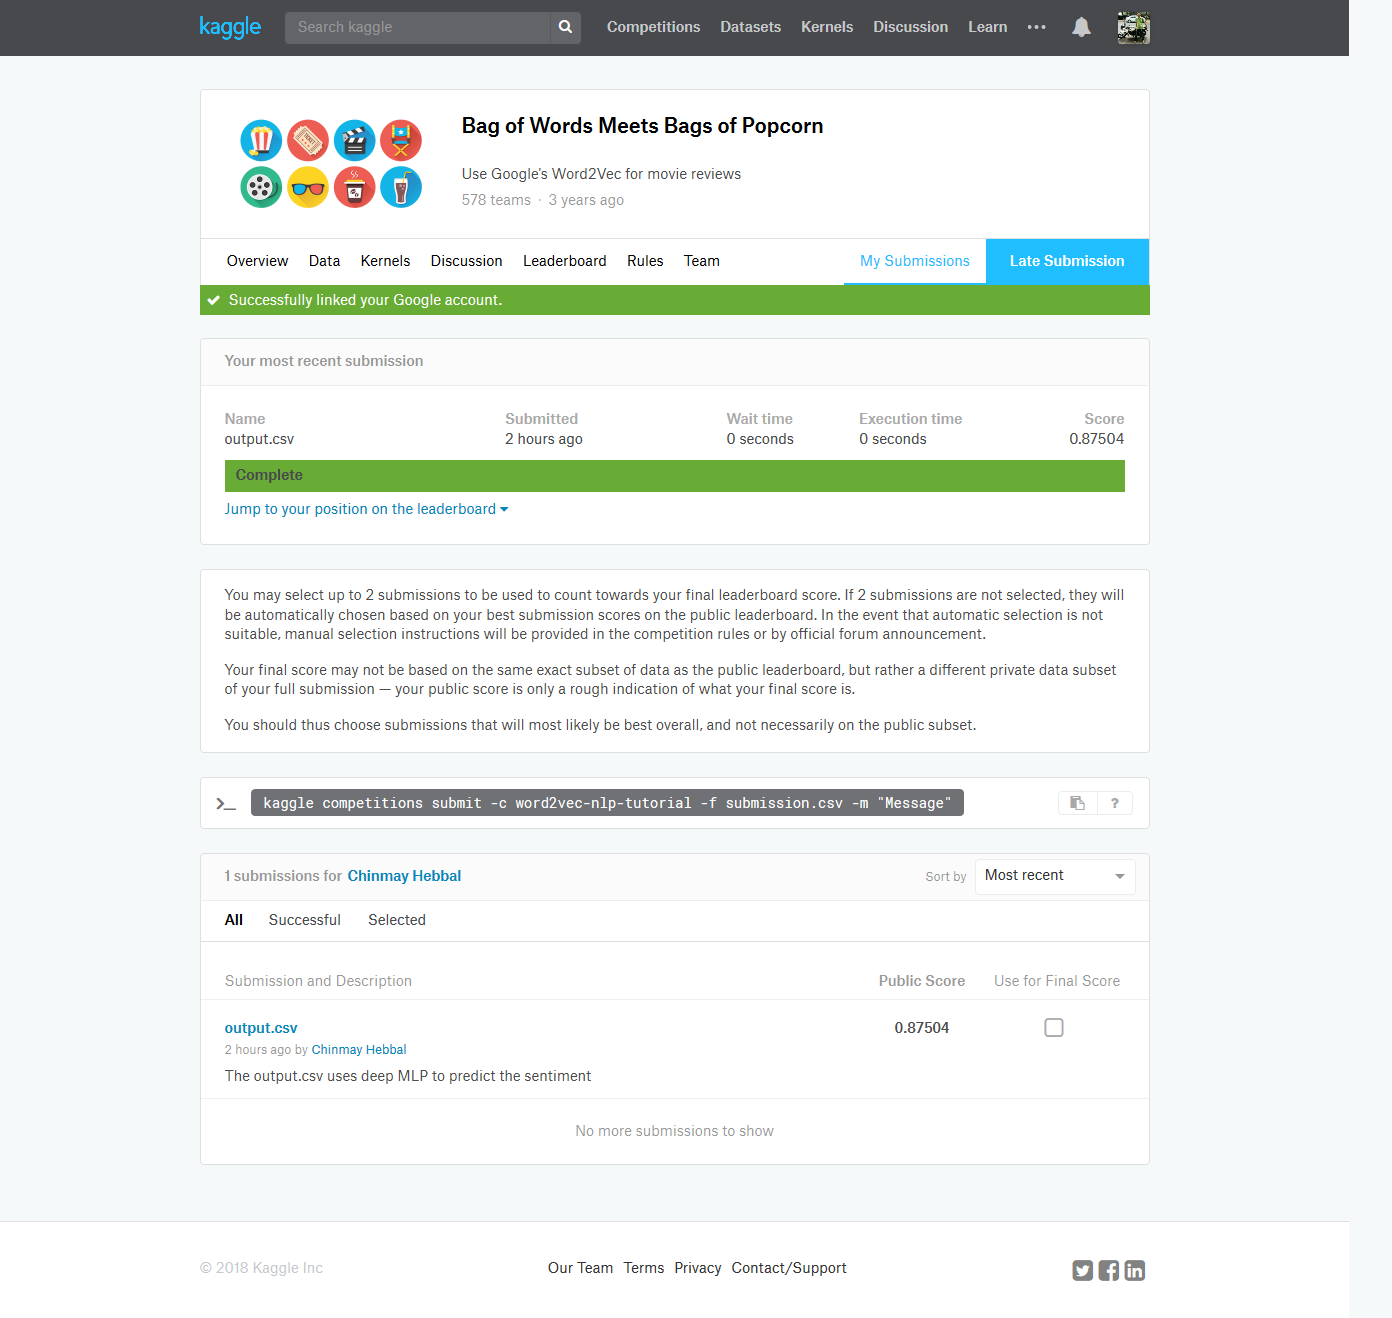 kaggle
Search kaggle
Competitions Datasets Kernels Discussion Learn
Bag of Words Meets Bags of Popcorn
Use Google's Word2Vec for movie reviews
578 teams · 3 years ago
Overview Data Kernels Discussion Leaderboard Rules Team My Submissions Late Submission
Successfully linked your Google account.
Your most recent submission
Name Submitted Wait time Execution time Score
output.csv 2 hours ago 0 seconds 0 seconds 0.87504
Complete
Jump to your position on the leaderboard
You may select up to 2 submissions to be used to count towards your final leaderboard score. If 2 submissions are not selected, they will
be automatically chosen based on your best submission scores on the public leaderboard. In the event that automatic selection is not
suitable, manual selection instructions will be provided in the competition rules or by official forum announcement.
Your final score may not be based on the same exact subset of data as the public leaderboard, but rather a different private data subset
of your full submission — your public score is only a rough indication of what your final score is.
You should thus choose submissions that will most likely be best overall, and not necessarily on the public subset.
>_ kaggle competitions submit -c word2vec-nlp-tutorial -f submission.csv -m "Message" ?
1 submissions for Chinmay Hebbal Sort by Most recent
All Successful Selected
Submission and Description Public Score Use for Final Score
output.csv 0.87504
2 hours ago by Chinmay Hebbal
The output.csv uses deep MLP to predict the sentiment
No more submissions to show
© 2018 Kaggle Inc Our Team Terms Privacy Contact/Support